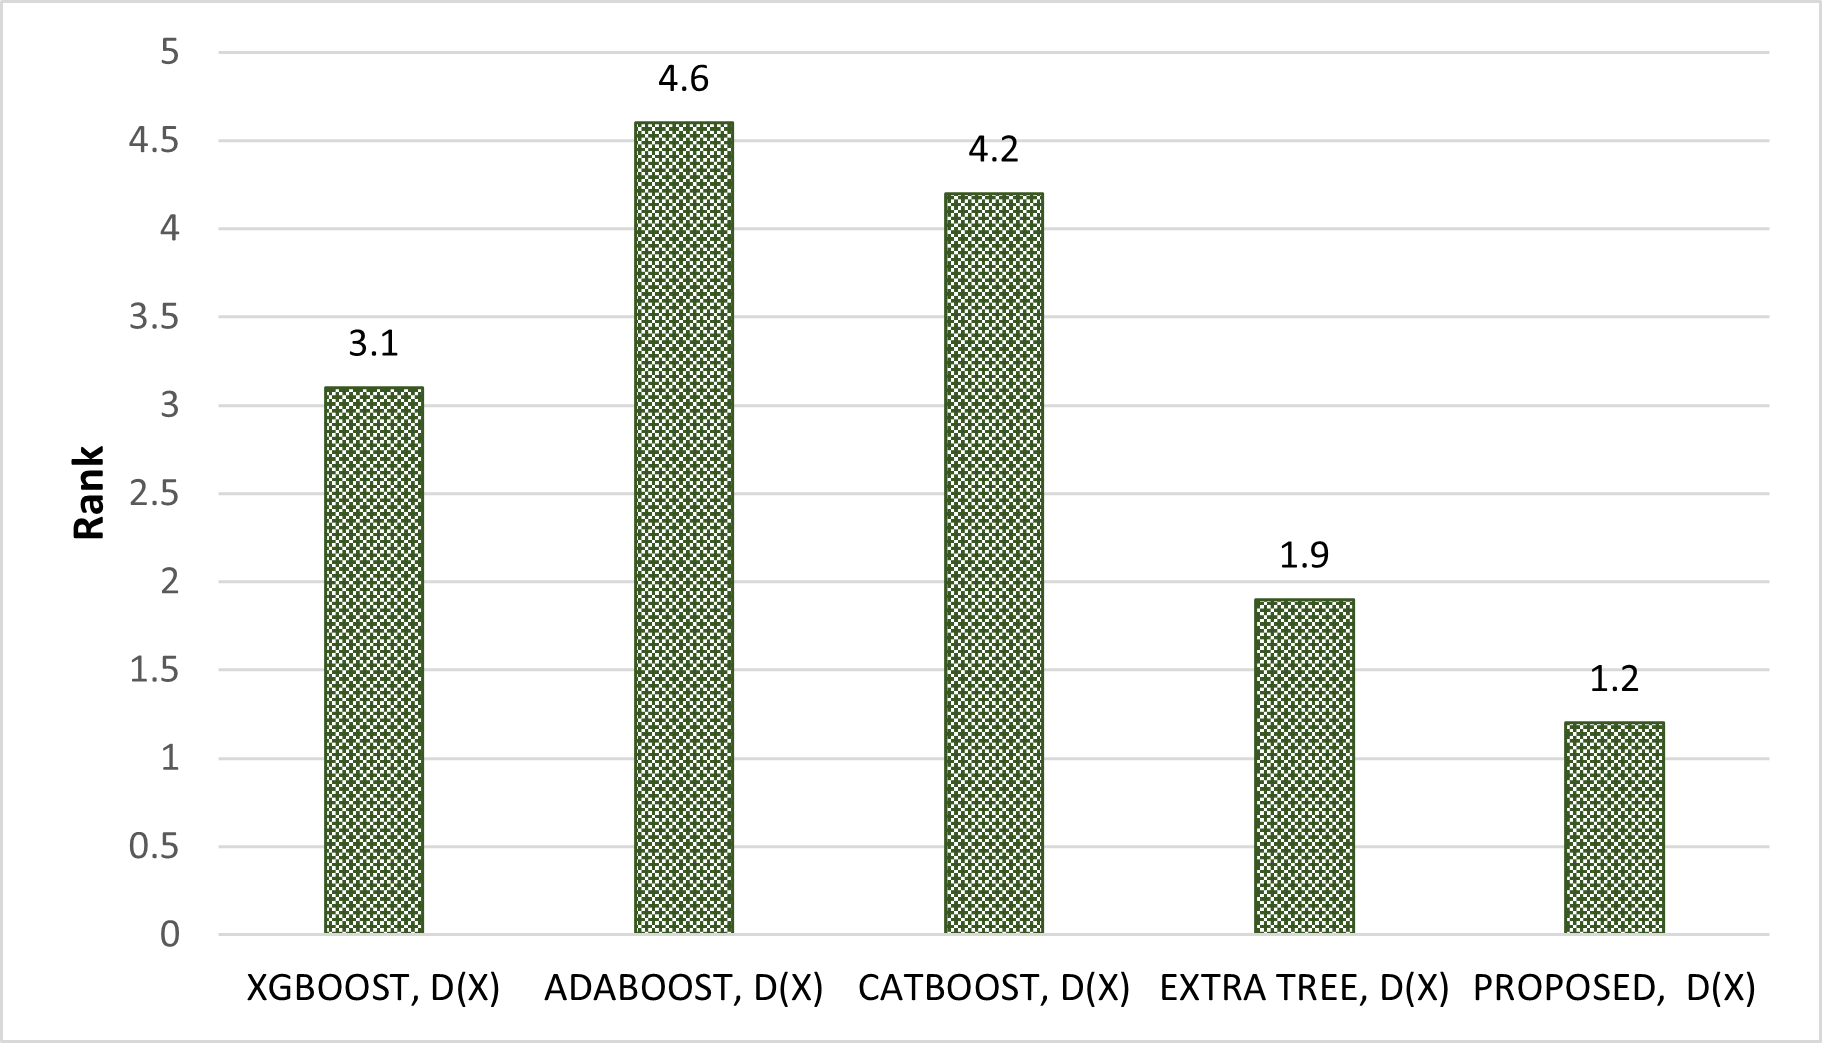 5
4.5
4
3.5
3
2.5
2
1.5
1
0.5
0
Rank
3.1
4.6
4.2
1.9
1.2
XGBOOST, D(X)
ADABOOST, D(X)
CATBOOST, D(X)
EXTRA TREE, D(X)
PROPOSED,  D(X)